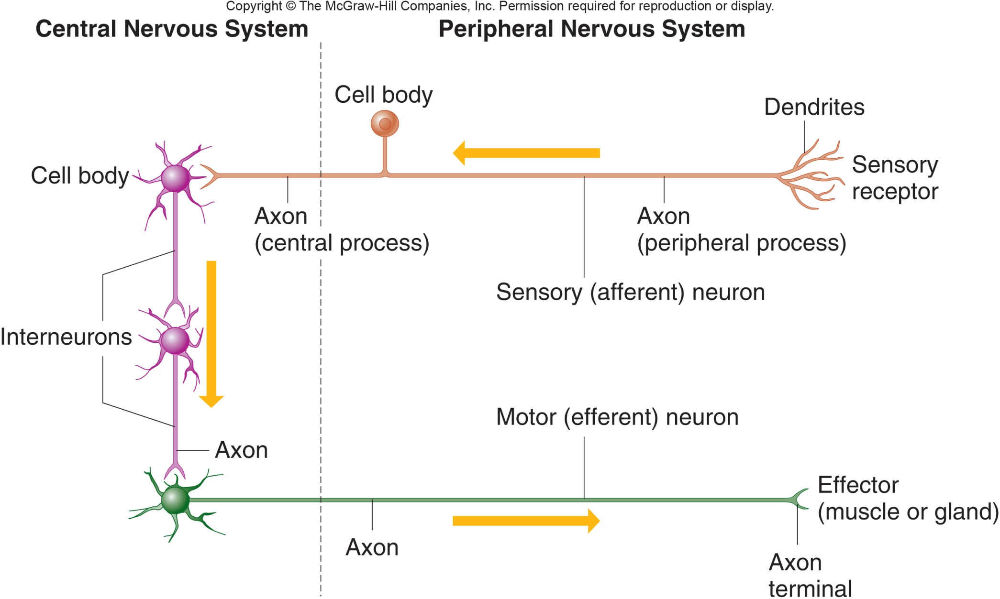 Copyright © The McGraw-Hill Companies, Inc. Permission required for reproduction or display.
Central Nervous System
Peripheral Nervous System
Cell body
Dendrites
Cell body
Sensory
receptor
Axon
(central process)
Axon
(peripheral process)
Sensory (afferent) neuron
Interneurons
Motor (efferent) neuron
Axon
Effector
(muscle or gland)
Axon
Axon
terminal